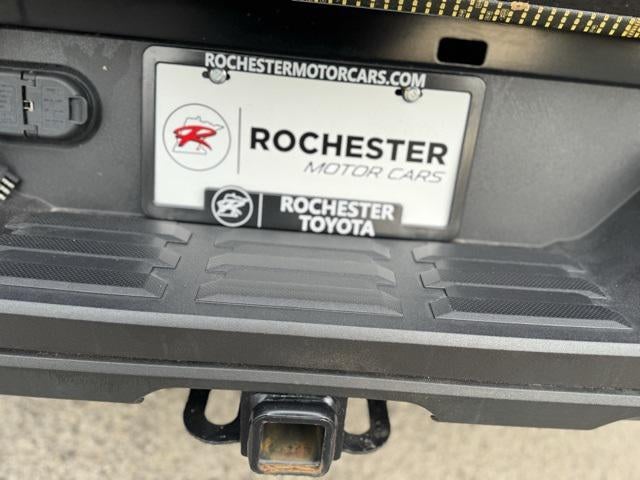 ROCHESTERMOTORCARS.COM
R
ROCHESTER
MOTOR CARS
R
ROCHESTER
TOYOTA